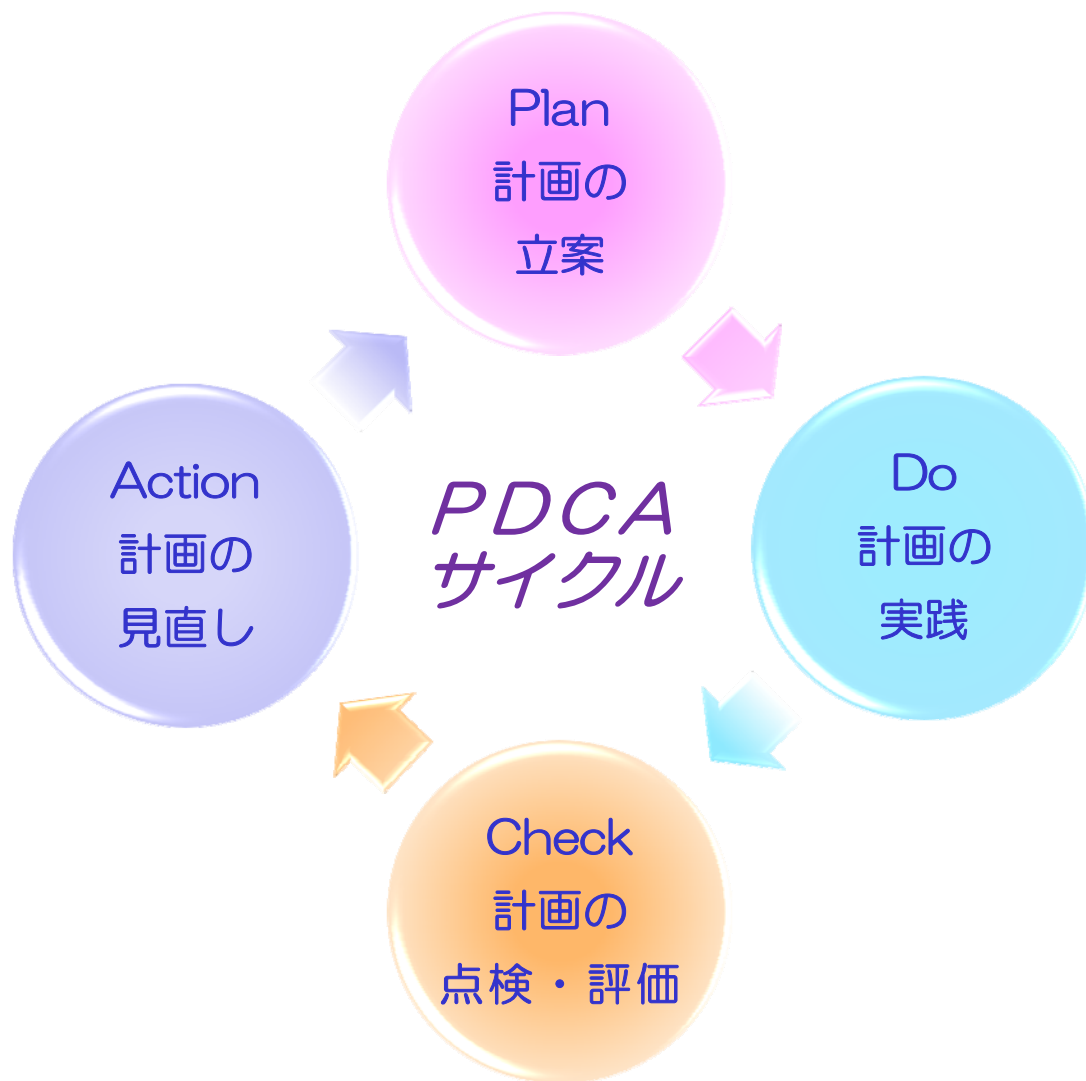 Plan
計画の
立案
Do
計画の
実践
Check
計画の
点検・評価
Action
計画の
見直し
PDCA
サイクル